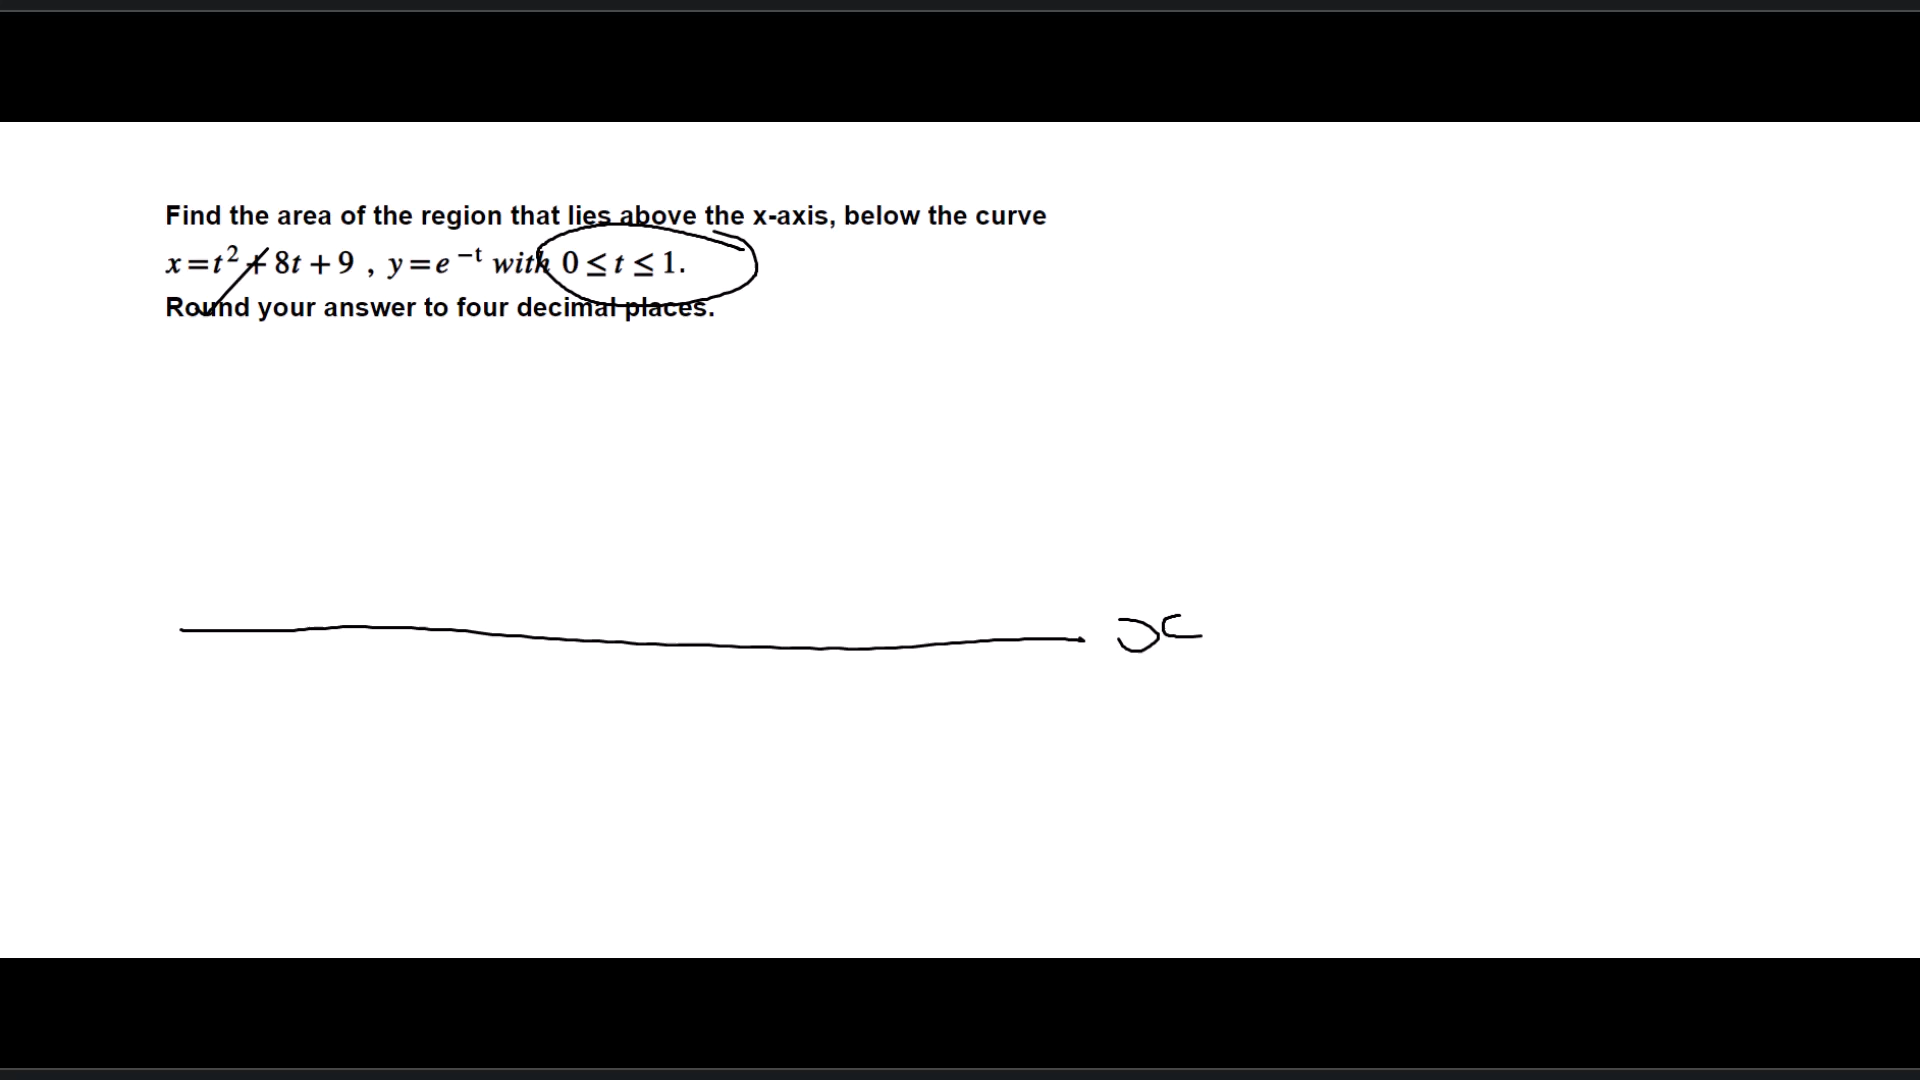 Find the area of the region that lies above the x-axis, below the curve
x = t² + 8t + 9 , y = e⁻ᵗ with 0 ≤ t ≤ 1.
Round your answer to four decimal places.
x